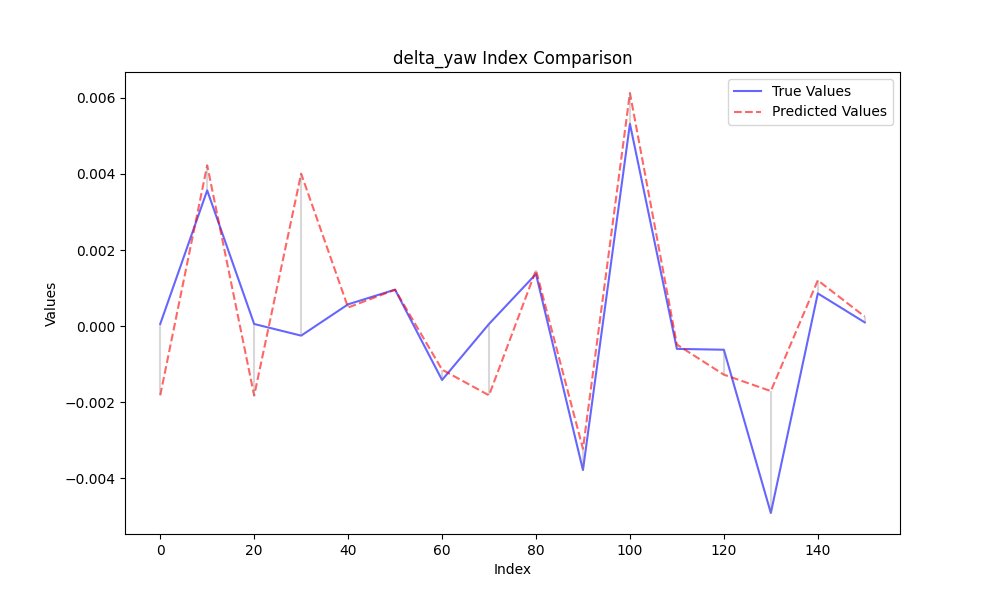 delta_yaw Index Comparison
True Values
Predicted Values
0.006
0.004
0.002
0.000
−0.002
−0.004
Values
0 20 40 60 80 100 120 140
Index